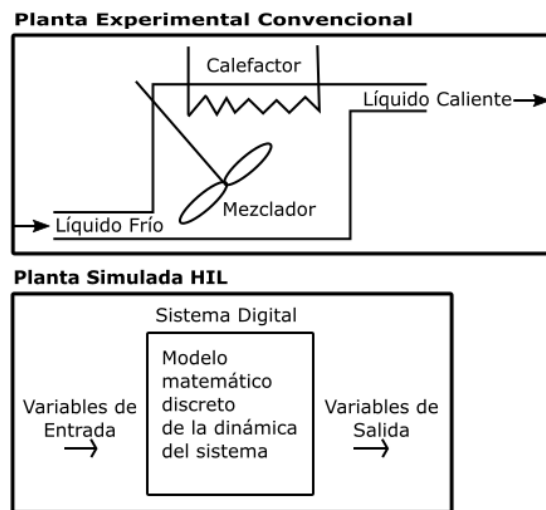 Planta Experimental Convencional
Calefactor
Líquido Caliente
Mezclador
Líquido Frío
Planta Simulada HIL
Sistema Digital
Modelo
matemático
discreto
de la dinámica
del sistema
Variables de
Entrada
Variables de
Salida